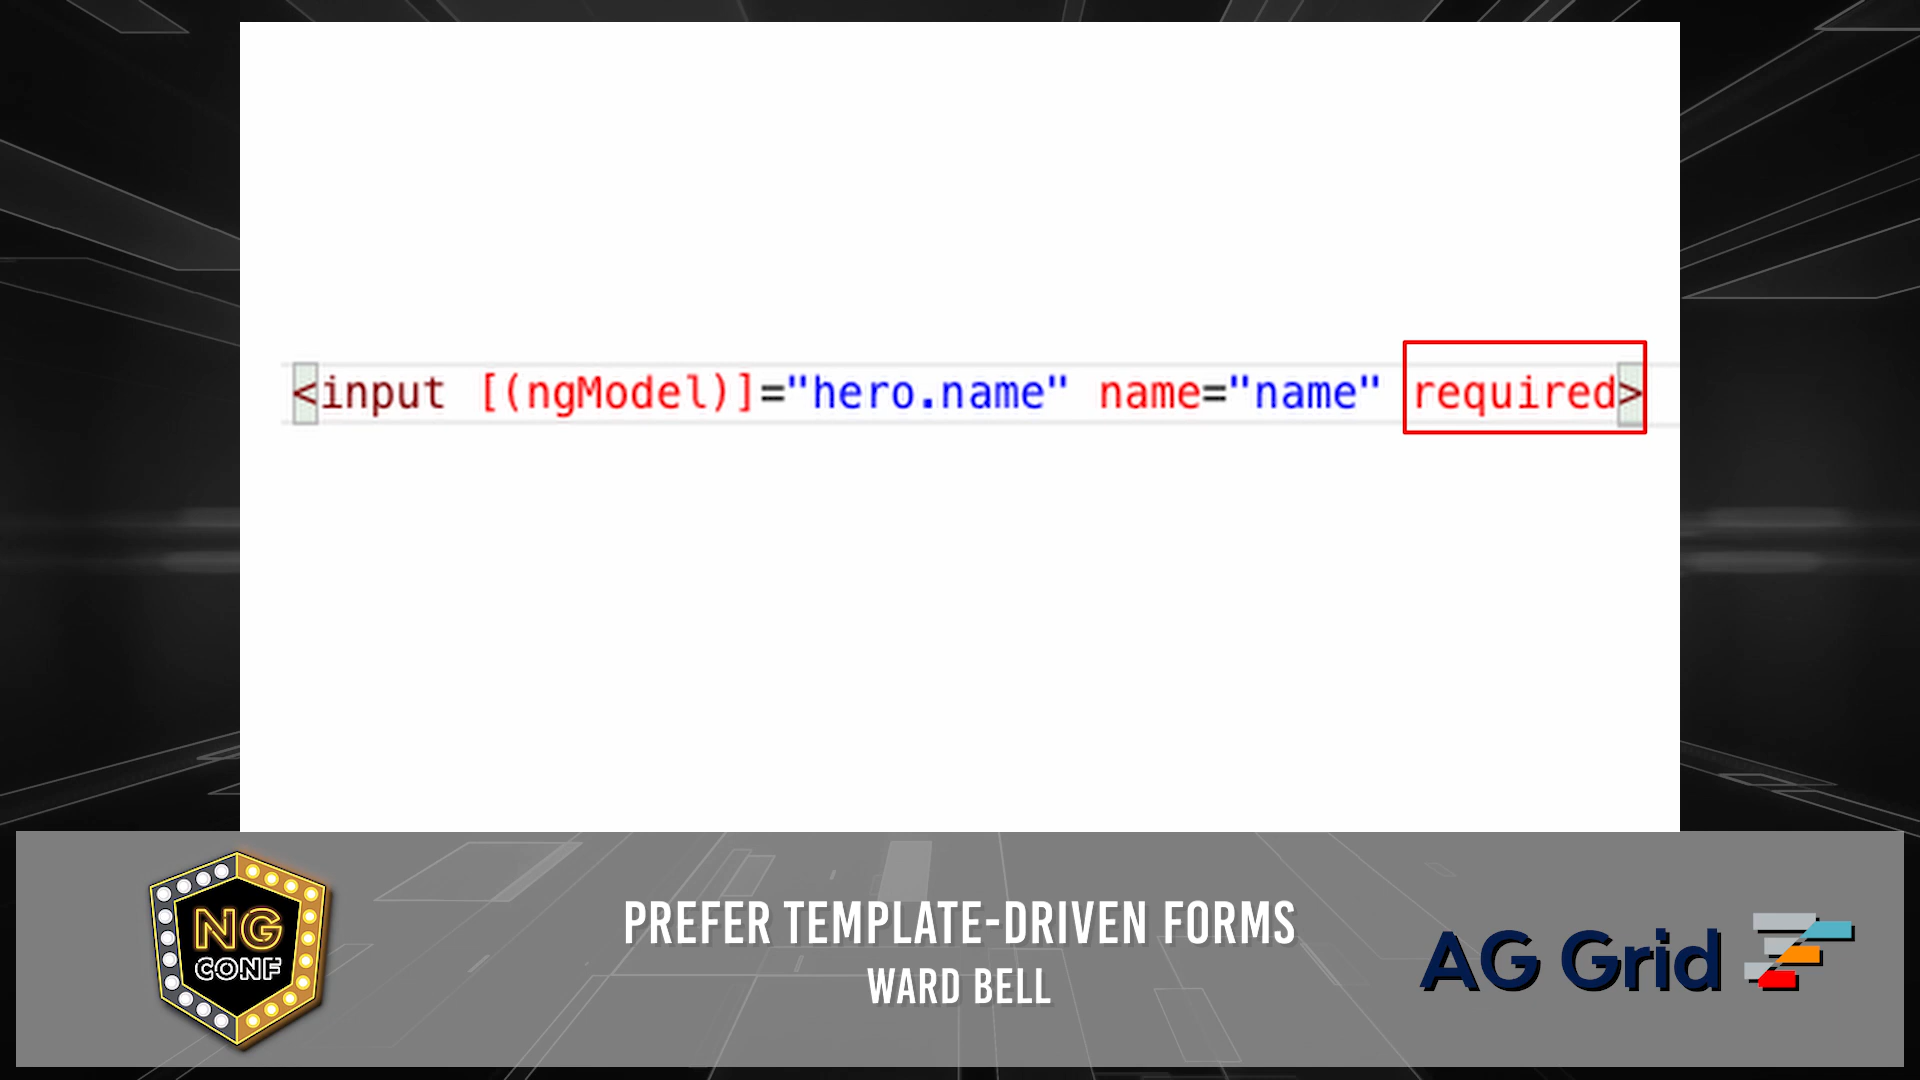 <input [(ngModel)]="hero.name" name="name" required>
NG
CONF
PREFER TEMPLATE-DRIVEN FORMS
WARD BELL
AG Grid